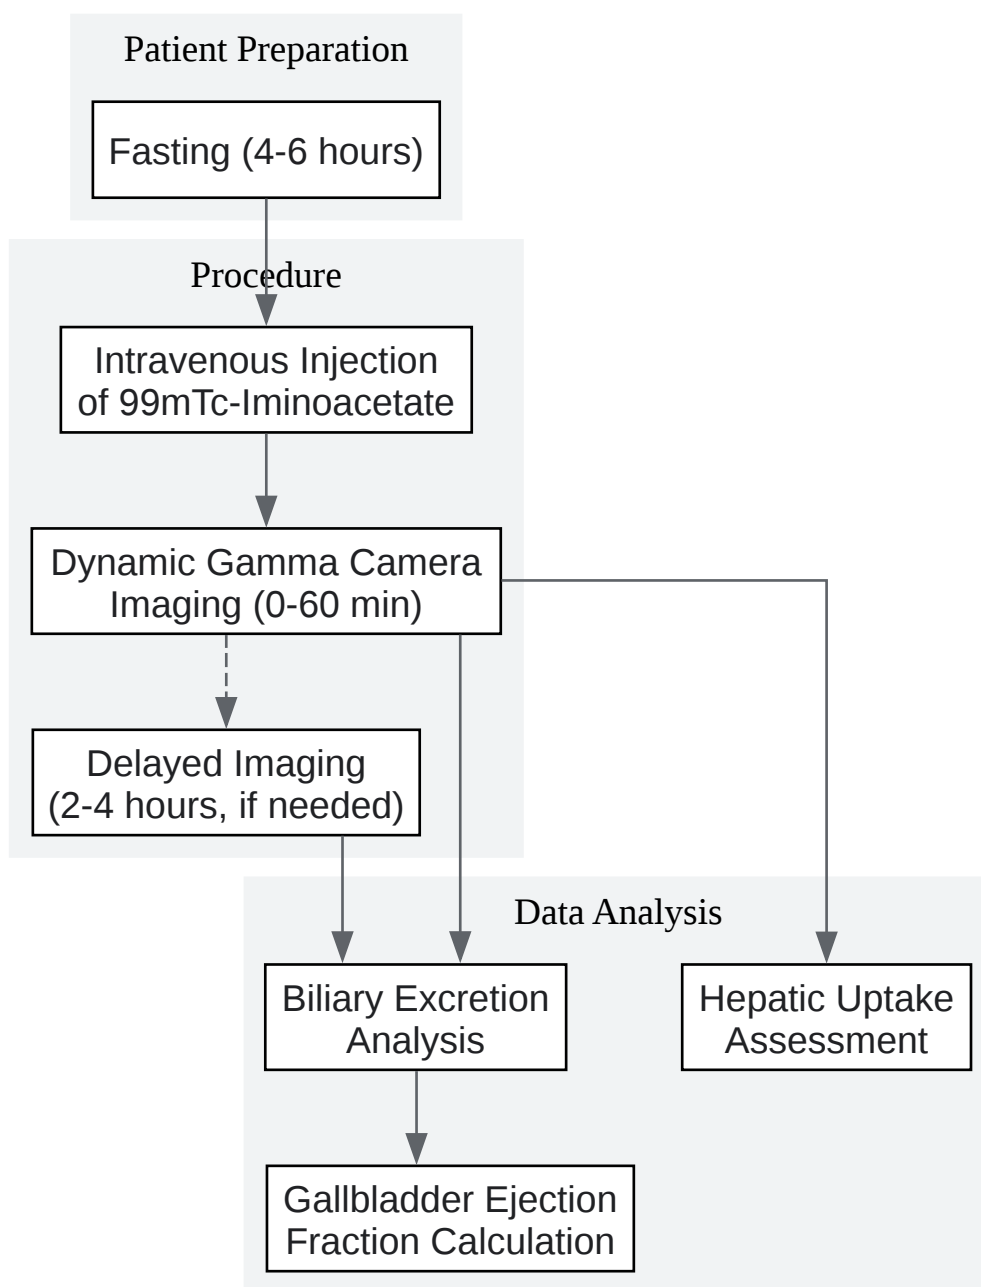 Patient Preparation
Fasting (4-6 hours)
Procedure
Intravenous Injection
of 99mTc-Iminoacetate
Dynamic Gamma Camera
Imaging (0-60 min)
Delayed Imaging
(2-4 hours, if needed)
Data Analysis
Biliary Excretion
Analysis
Hepatic Uptake
Assessment
Gallbladder Ejection
Fraction Calculation